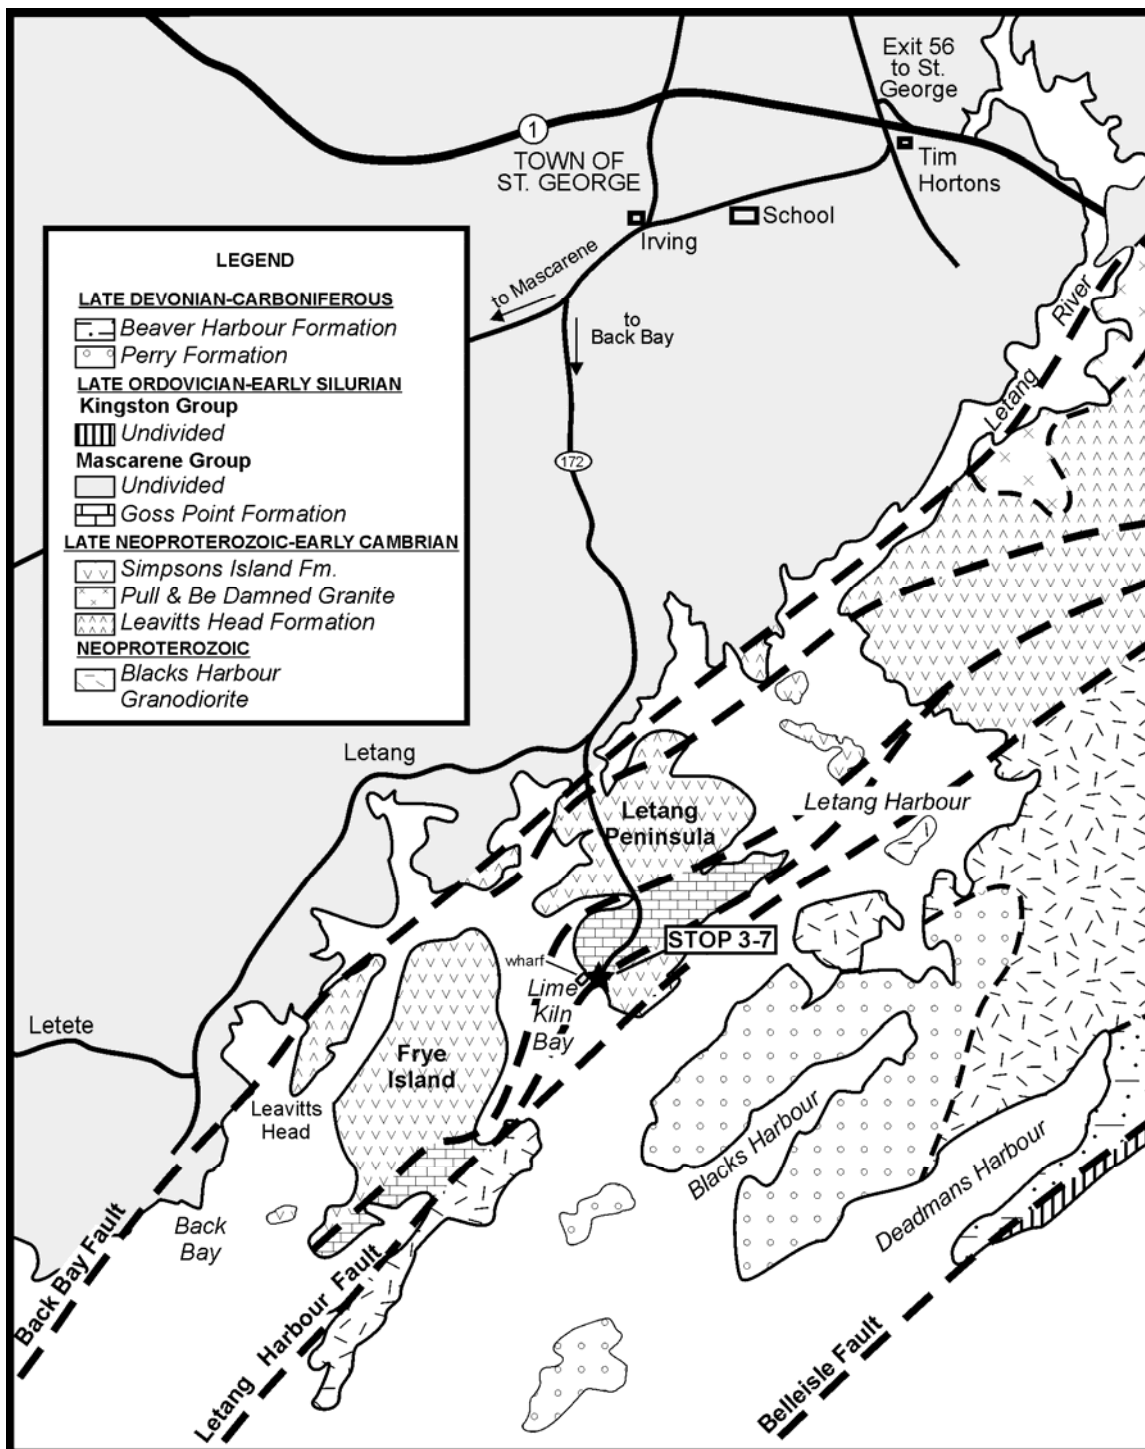 Exit 56
to St.
George
1
TOWN OF
ST. GEORGE
Tim
Hortons
School
Irving
to Mascarene
to
Back Bay
River
Letang
172
LEGEND
LATE DEVONIAN-CARBONIFEROUS
Beaver Harbour Formation
Perry Formation
LATE ORDOVICIAN-EARLY SILURIAN
Kingston Group
Undivided
Mascarene Group
Undivided
Goss Point Formation
LATE NEOPROTEROZOIC-EARLY CAMBRIAN
Simpsons Island Fm.
Pull & Be Damned Granite
Leavitts Head Formation
NEOPROTEROZOIC
Blacks Harbour
Granodiorite
Letang
Letang
Peninsula
Letang Harbour
STOP 3-7
wharf
Lime
Kiln
Bay
Letete
Frye
Island
Leavitts
Head
Blacks Harbour
Deadmans Harbour
Back
Bay
Back Bay Fault
Letang Harbour Fault
Belleisle Fault